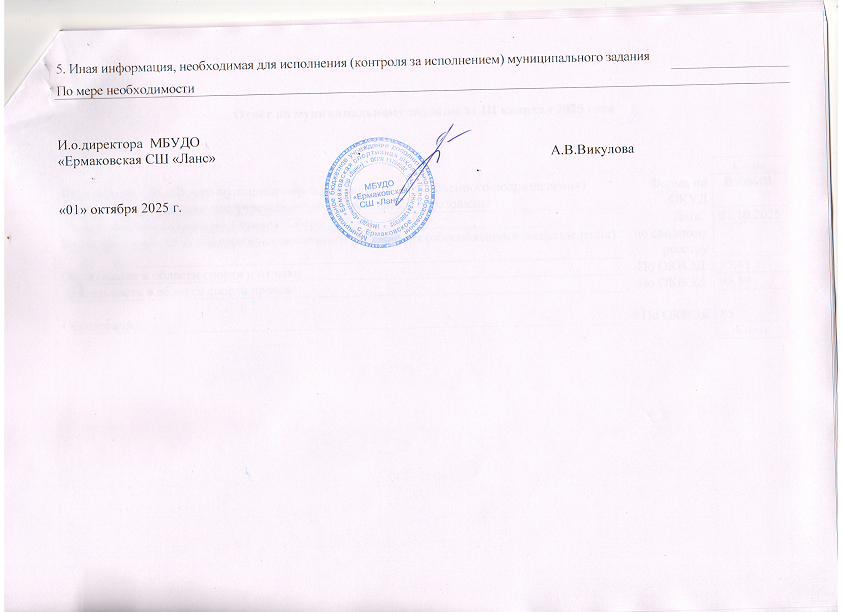 5. Иная информация, необходимая для исполнения (контроля за исполнением) муниципального задания
По мере необходимости
И.о.директора МБУДО
«Ермаковская СШ «Ланс»
А.В.Викулова
МБУДО
«Ермаковская
СШ «Ланс»
с. Ермаковское
«01» октября 2025 г.